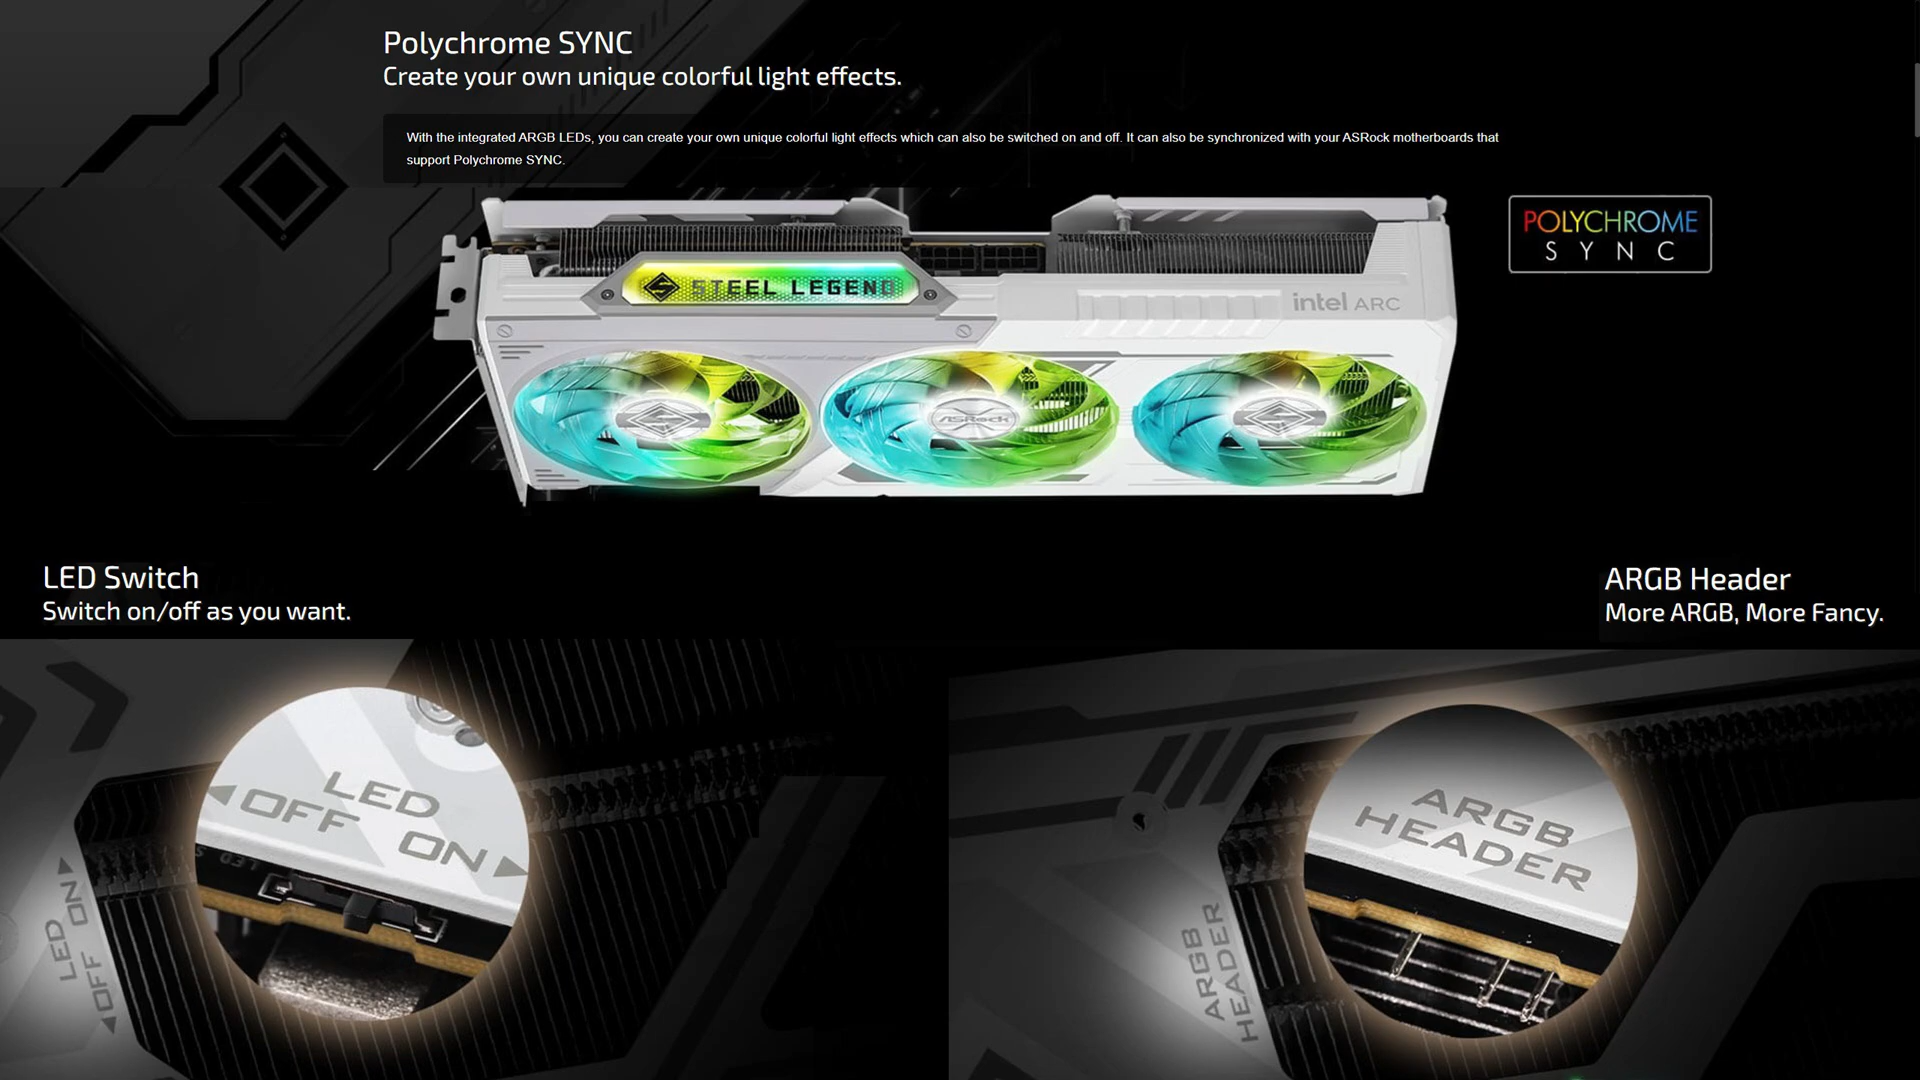 Polychrome SYNC
Create your own unique colorful light effects.
With the integrated ARGB LEDs, you can create your own unique colorful light effects which can also be switched on and off. It can also be synchronized with your ASRock motherboards that
support Polychrome SYNC.
POLYCHROME
SYNC
STEEL LEGEND
intel ARC
ASRock
LED Switch
Switch on/off as you want.
ARGB Header
More ARGB, More Fancy.
LED
OFF ON
LED
OFF ON
ARGB
HEADER
ARGB
HEADER